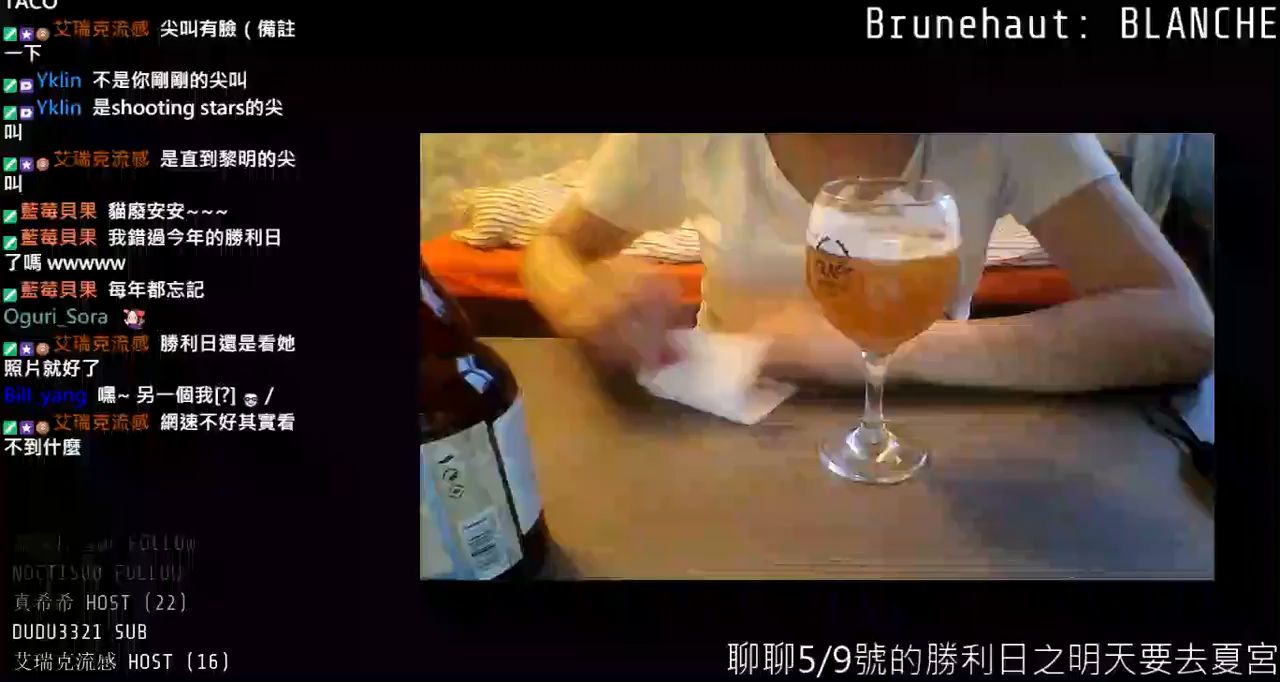 TACO
艾瑞克流感 尖叫有臉 ( 備註
一下
Yklin 不是你剛剛的尖叫
Yklin 是shooting stars的尖
叫
艾瑞克流感 是直到黎明的尖
叫
藍莓貝果 貓廢安安~~~
藍莓貝果 我錯過今年的勝利日
了嗎 wwwww
藍莓貝果 每年都忘記
Oguri_Sora
艾瑞克流感 勝利日還是看她
照片就好了
Bill_yang 嘿~ 另一個我[?] /
艾瑞克流感 網速不好其實看
不到什麼
FOLLOW
NOCTIS00 FOLLOW
真希希 HOST (22)
DUDU3321 SUB
艾瑞克流感 HOST (16)
Brunehaut: BLANCHE
聊聊5/9號的勝利日之明天要去夏宮